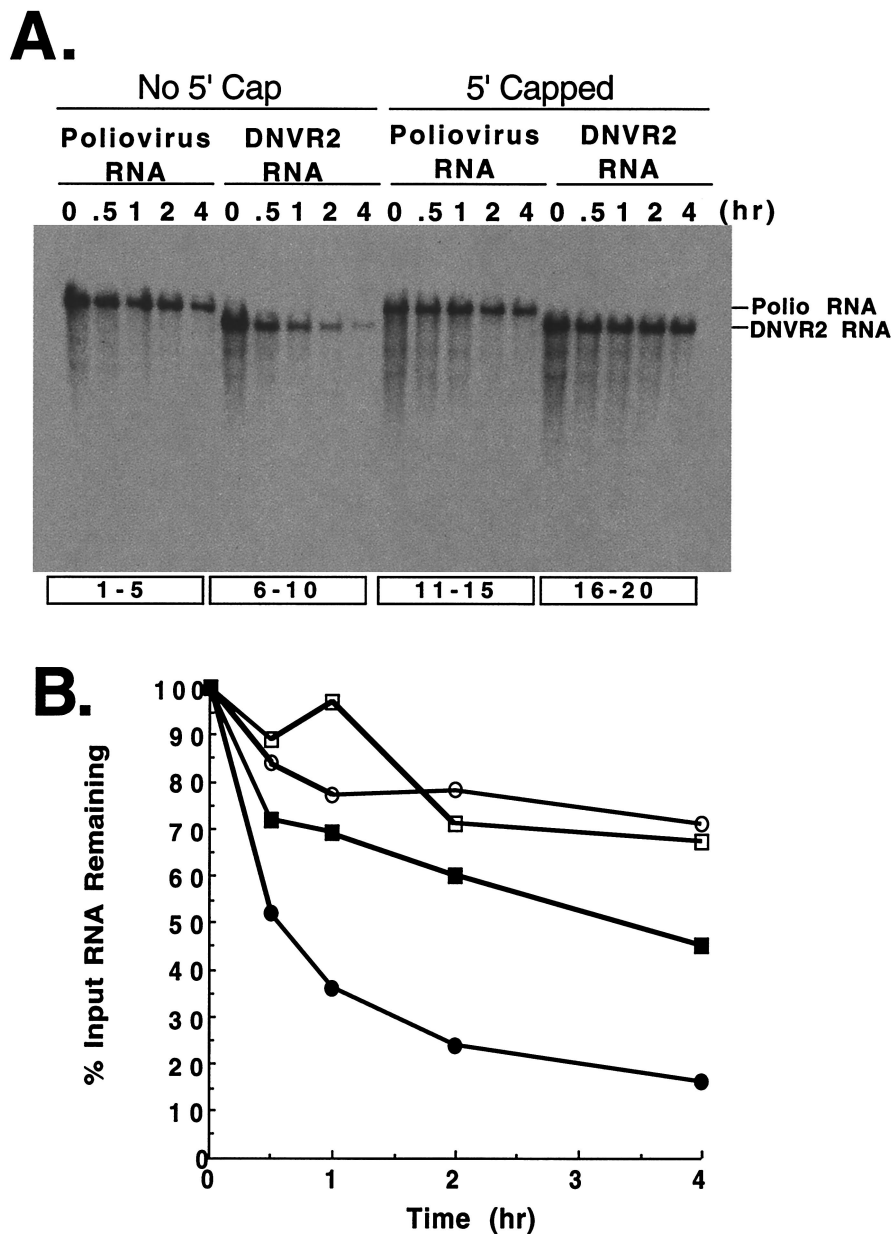 A.
No 5' Cap 5' Capped
Poliovirus RNA DNVR2 RNA Poliovirus RNA DNVR2 RNA
0 .5 1 2 4 0 .5 1 2 4 0 .5 1 2 4 0 .5 1 2 4 (hr)
Polio RNA
DNVR2 RNA
1-5 6-10 11-15 16-20
B.
% Input RNA Remaining
100
90
80
70
60
50
40
30
20
10
0
0 1 2 3 4
Time (hr)